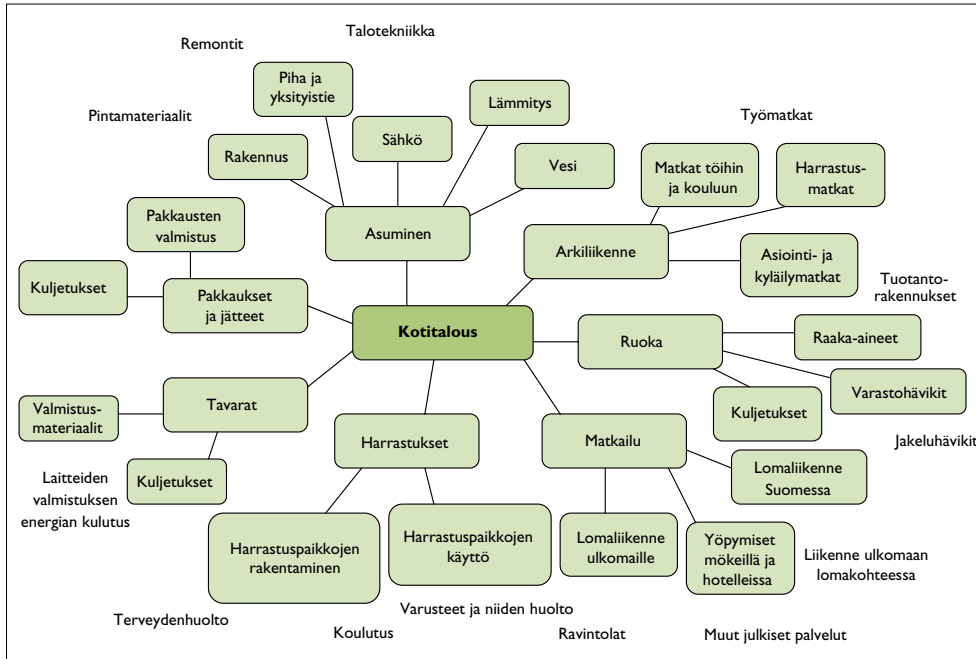 Talotekniikka
Remontit
Piha ja
yksityistie
Lämmitys
Pintamateriaalit
Työmatkat
Sähkö
Rakennus
Vesi
Matkat töihin
ja kouluun
Harrastus-
matkat
Pakkausten
valmistus
Asuminen
Arkiliikenne
Asiointi- ja
kyläilymatkat
Kuljetukset
Pakkaukset
ja jätteet
Tuotanto-
rakennukset
Kotitalous
Ruoka
Raaka-aineet
Tavarat
Varastohävikit
Valmistus-
materiaalit
Kuljetukset
Harrastukset
Matkailu
Jakeluhävikit
Laitteiden
valmistuksen
energian kulutus
Kuljetukset
Lomaliikenne
Suomessa
Harrastuspaikkojen
rakentaminen
Harrastuspaikkojen
käyttö
Lomaliikenne
ulkomaille
Yöpymiset
mökeillä ja
hotelleissa
Liikenne ulkomaan
lomakohteessa
Varusteet ja niiden huolto
Terveydenhuolto
Koulutus
Ravintolat
Muut julkiset palvelut